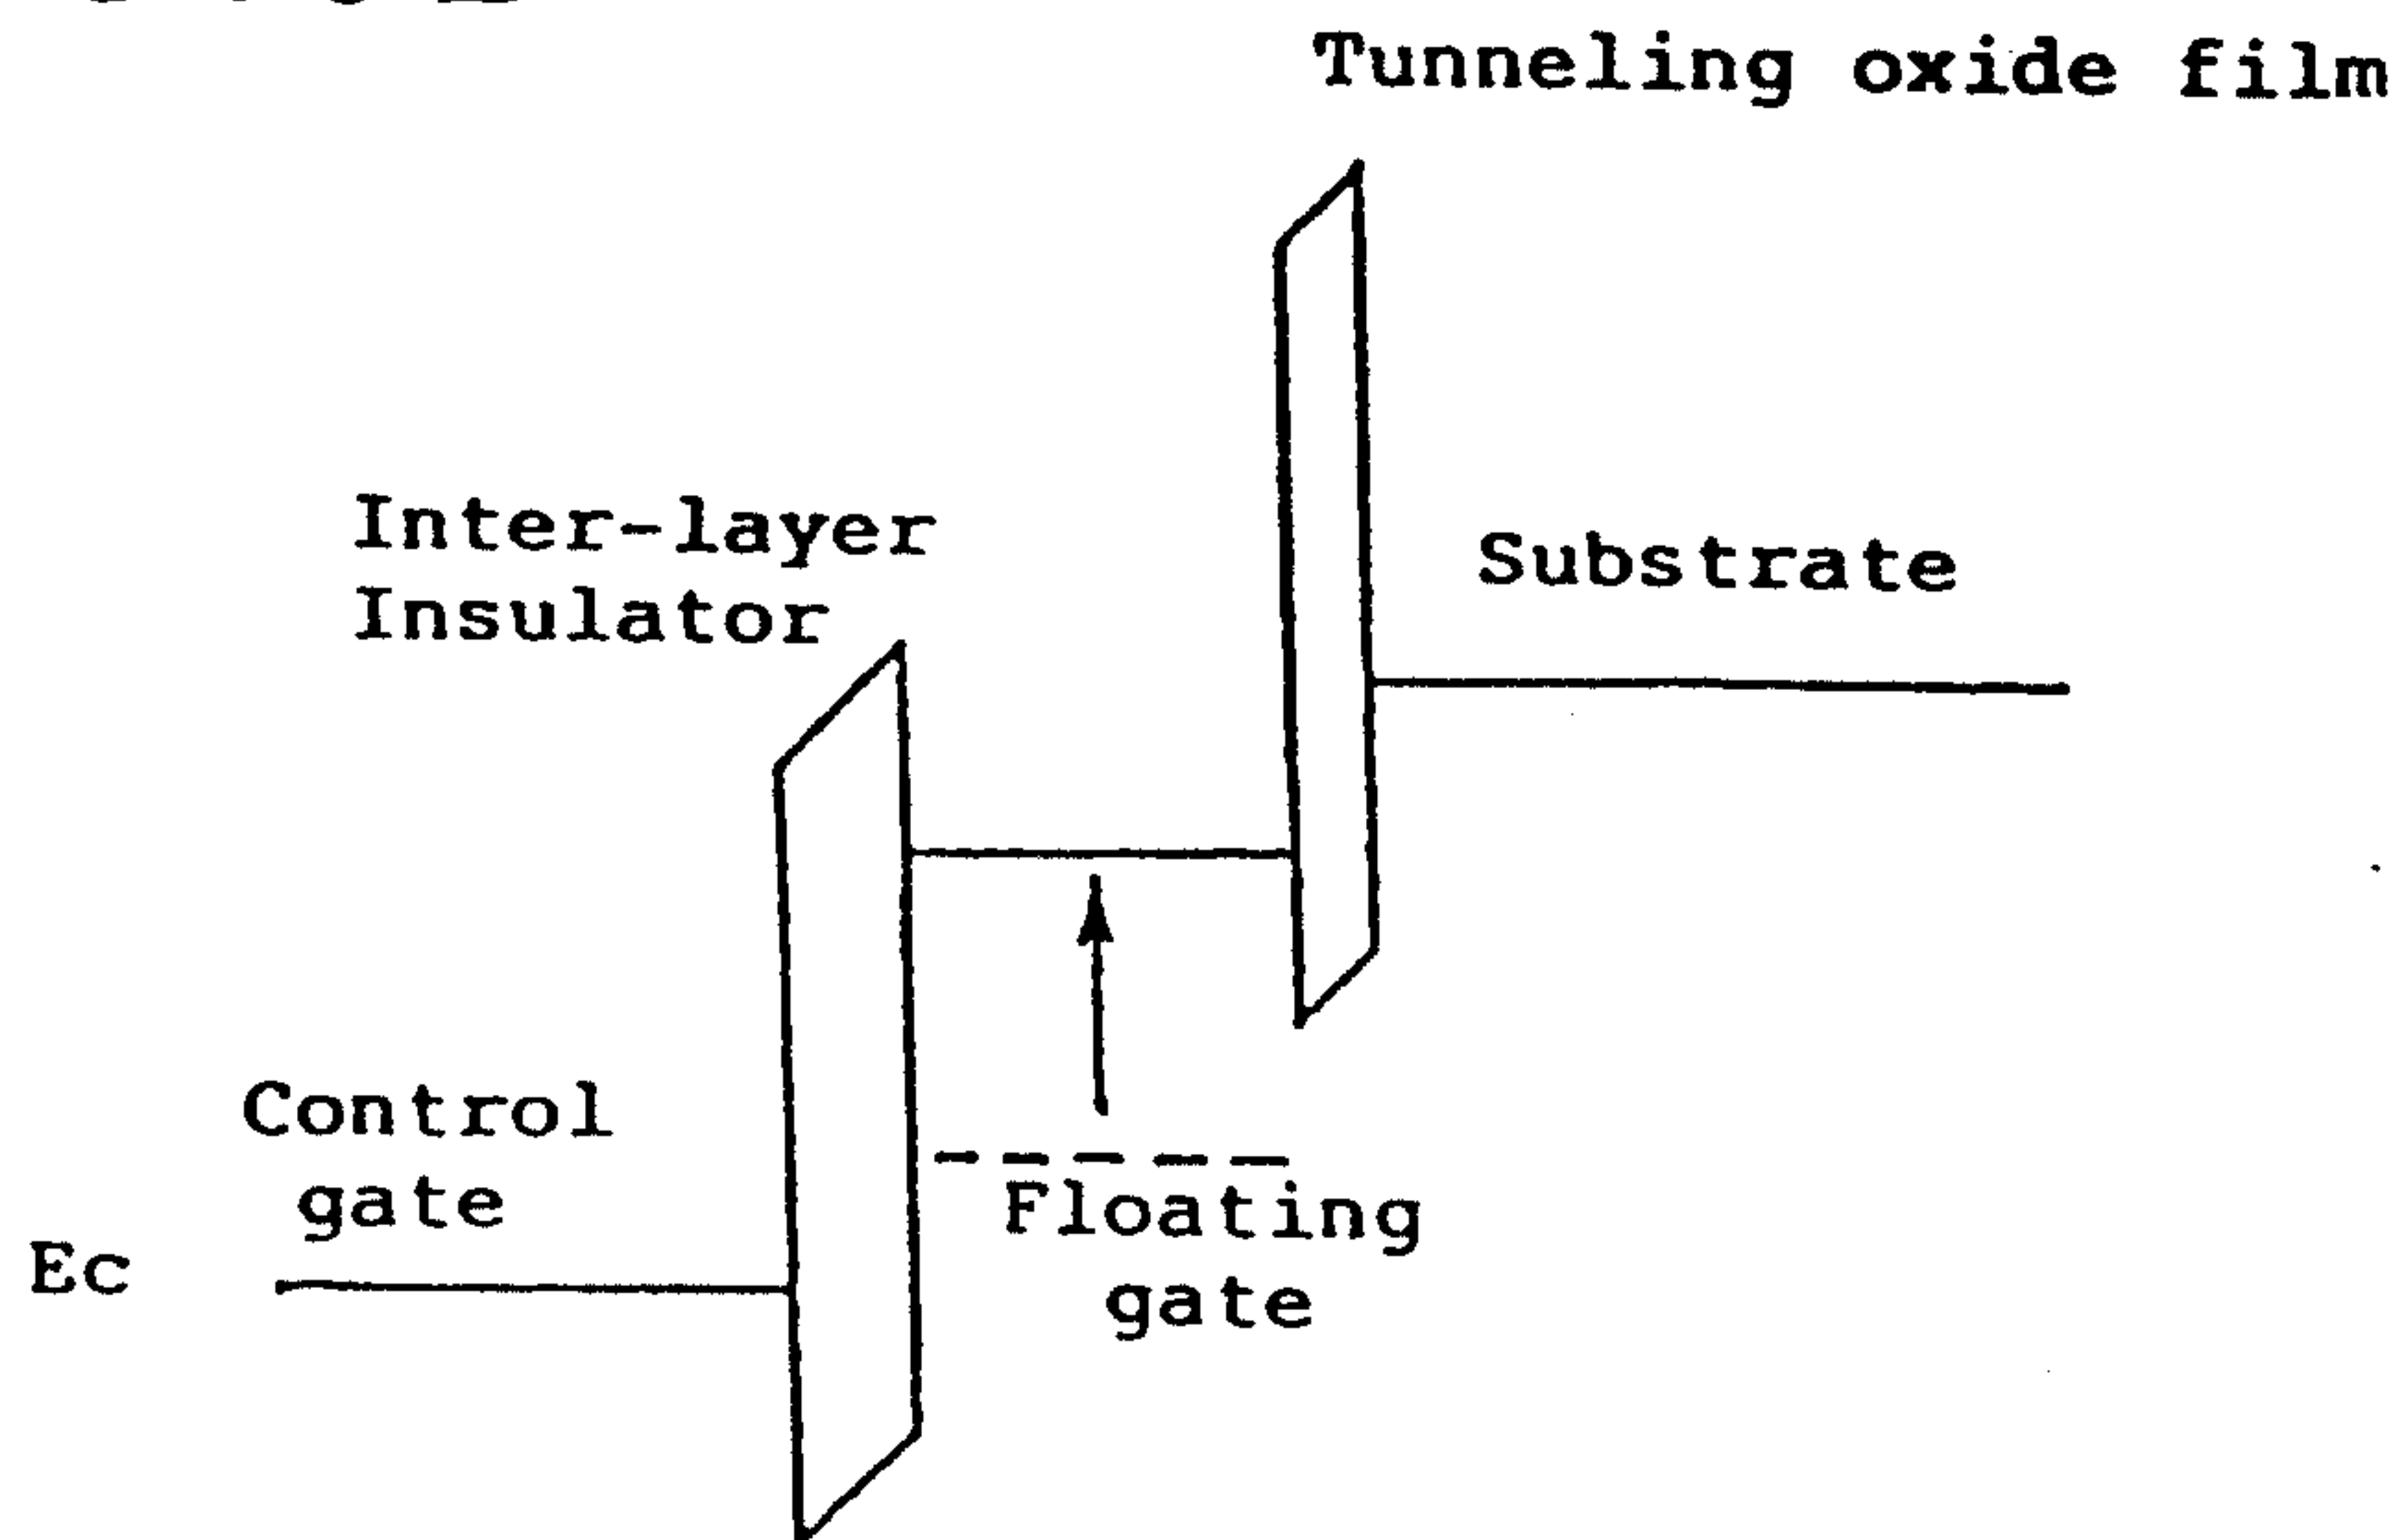 Tunneling oxide film
Inter-layer
Insulator
Substrate
Control
gate
Floating
gate
Ec